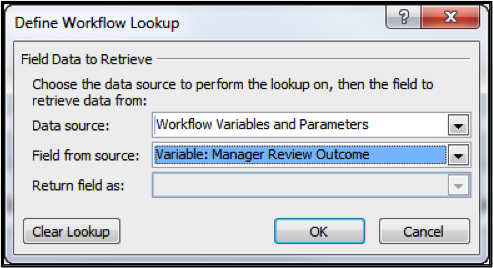 Define Workflow Lookup
Field Data to Retrieve
Choose the data source to perform the lookup on, then the field to
retrieve data from:
Data source: Workflow Variables and Parameters
Field from source: Variable: Manager Review Outcome
Return field as:
Clear Lookup OK Cancel